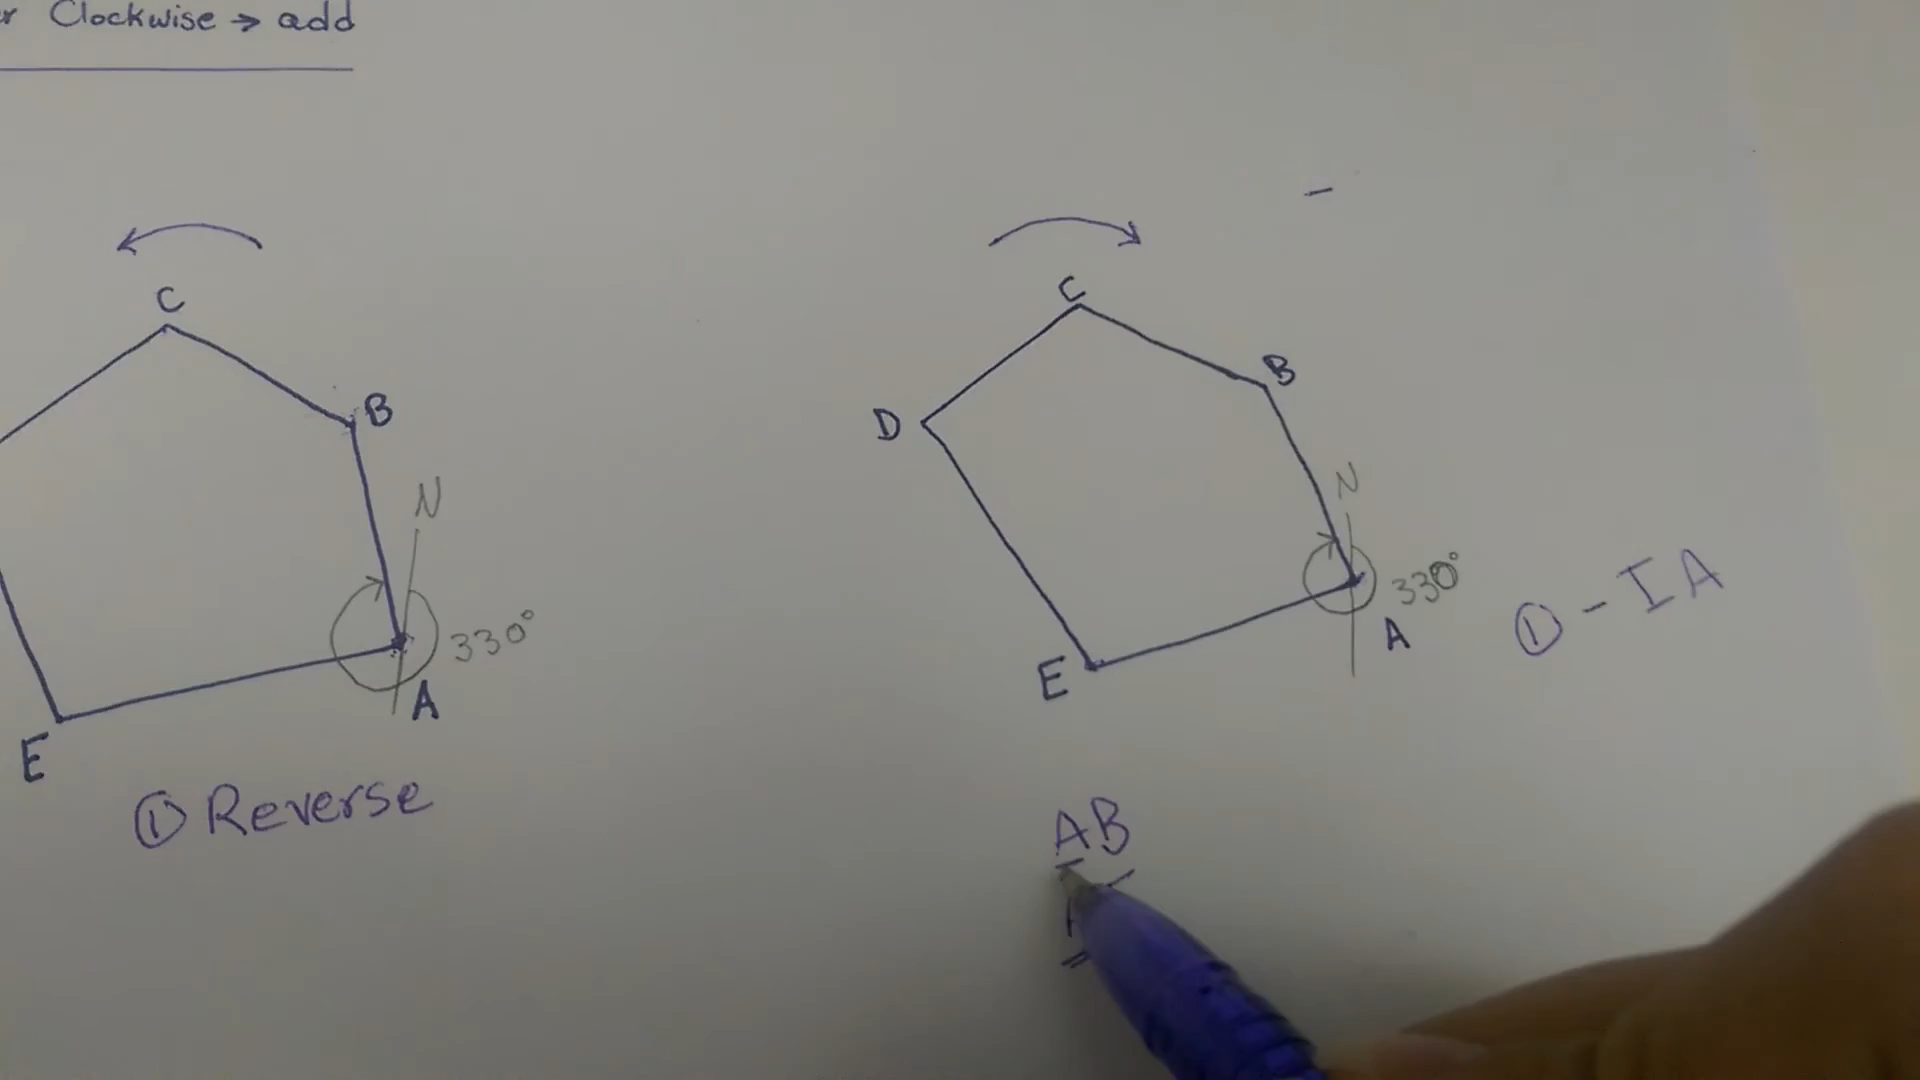 Clockwise → add
C
B
N
330°
A
E
① Reverse
C
B
D
N
330°
A
E
① - IA
AB